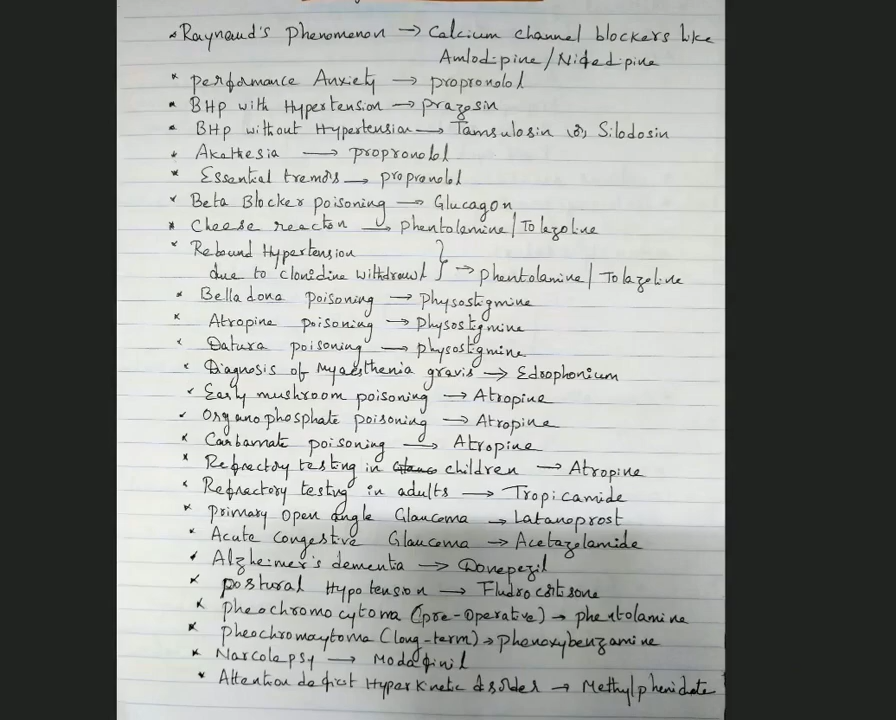 * Raynaud's phenomenon → Calcium channel blockers like
Amlodipine/Nifedipine
* performance Anxiety → propronolol
* BHp with Hypertension → prazosin
* BHp without Hypertension → Tamsulosin (or) Silodosin
* Akathesia → propronolol
* Essential tremors → propronolol
* Beta Blocker poisoning → Glucagon
* Cheese reaction → phentolamine/Tolazoline
* Rebound Hypertension
due to clonidine withdrawl } → phentolamine/Tolazeline
* Belladona poisoning → physostigmine
* Atropine poisoning → physostigmine
* Datura poisoning → physostigmine
* Diagnosis of Myaesthenia gravis → Edrophonium
* Early mushroom poisoning → Atropine
* Organophosphate poisoning → Atropine
* Carbamate poisoning → Atropine
* Refractory testing in children → Atropine
* Refractory testing in adults → Tropicamide
* primary open angle Glaucoma → Latanoprost
* Acute congestive Glaucoma → Acetazolamide
* Alzheimer's dementia → Donepezil
* postural Hypotension → Fludrocortisone
* pheochromocytoma (pre-operative) → phentolamine
* pheochromaytoma (long-term) → phenoxybenzamine
* Narcolepsy → Modafinil
* Attention deficit Hyperkinetic disorder → Methylphenidate